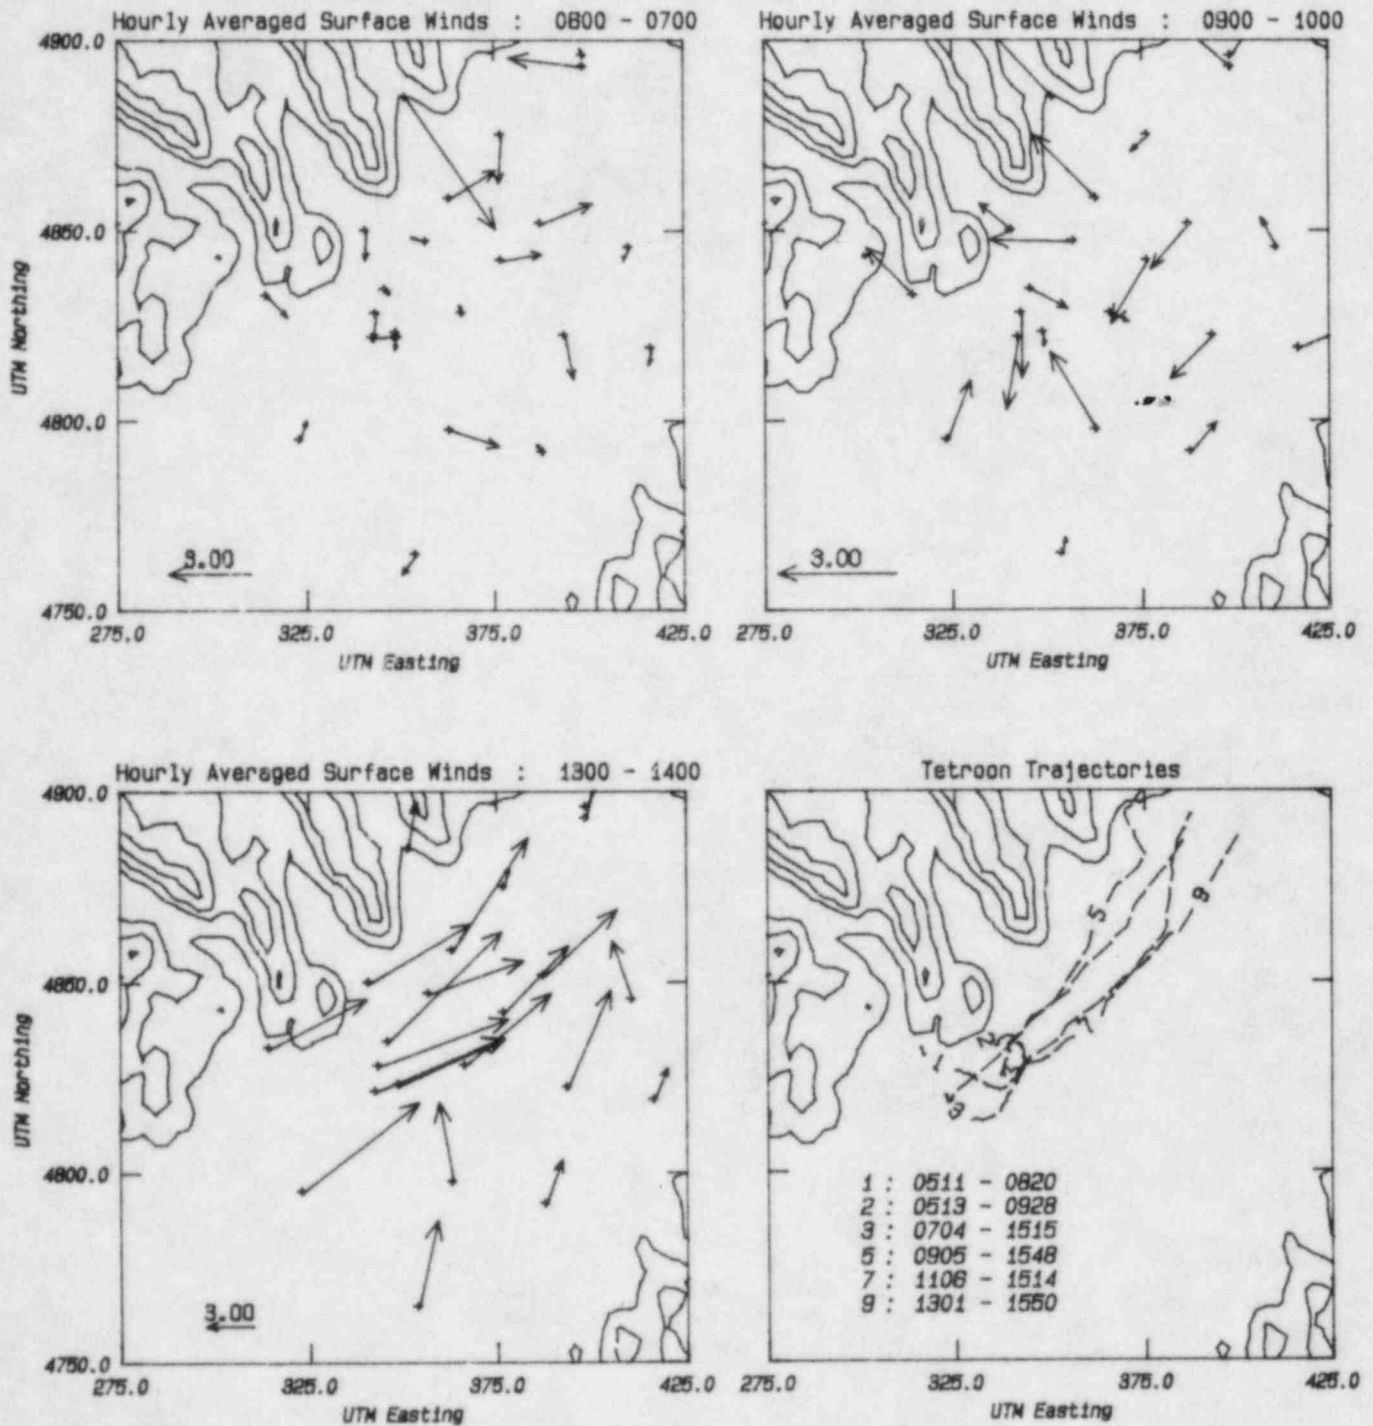 Hourly Averaged Surface Winds : 0600 - 0700
4900.0
4850.0
4800.0
4750.0
UTM Northing
3.00
275.0 325.0 375.0 425.0
UTM Easting
Hourly Averaged Surface Winds : 0900 - 1000
3.00
275.0 325.0 375.0 425.0
UTM Easting
Hourly Averaged Surface Winds : 1300 - 1400
4900.0
4850.0
4800.0
4750.0
UTM Northing
3.00
275.0 325.0 375.0 425.0
UTM Easting
Tetroon Trajectories
5
9
7
2
1
3
1 : 0511 - 0820
2 : 0513 - 0928
3 : 0704 - 1515
5 : 0905 - 1548
7 : 1106 - 1514
9 : 1301 - 1550
275.0 325.0 375.0 425.0
UTM Easting